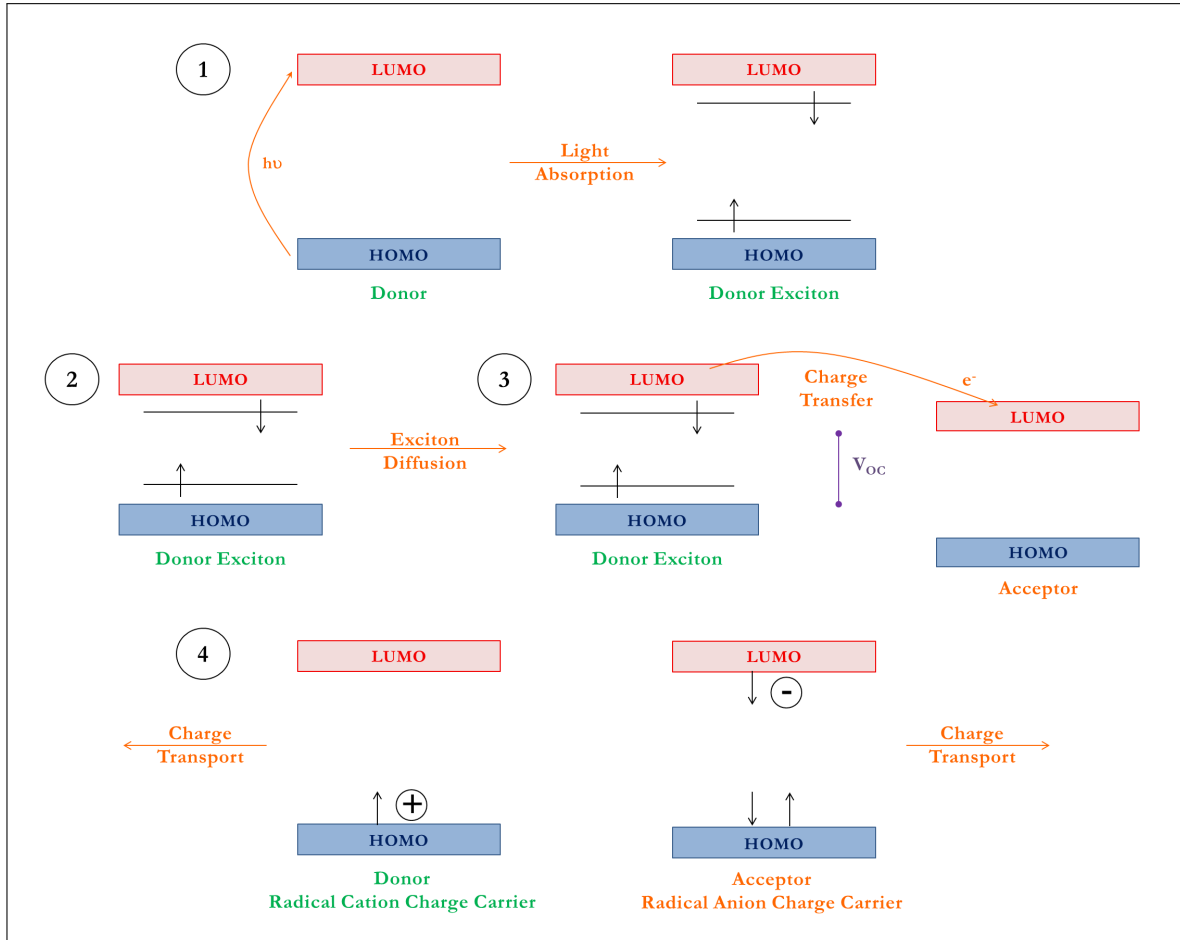 1
LUMO
LUMO
hυ
Light
Absorption
HOMO
HOMO
Donor
Donor Exciton
2
LUMO
3
LUMO
Charge
Transfer
e-
LUMO
Exciton
Diffusion
VOC
HOMO
HOMO
HOMO
Donor Exciton
Donor Exciton
Acceptor
4
LUMO
LUMO
-
Charge
Transport
Charge
Transport
+
HOMO
HOMO
Donor
Radical Cation Charge Carrier
Acceptor
Radical Anion Charge Carrier